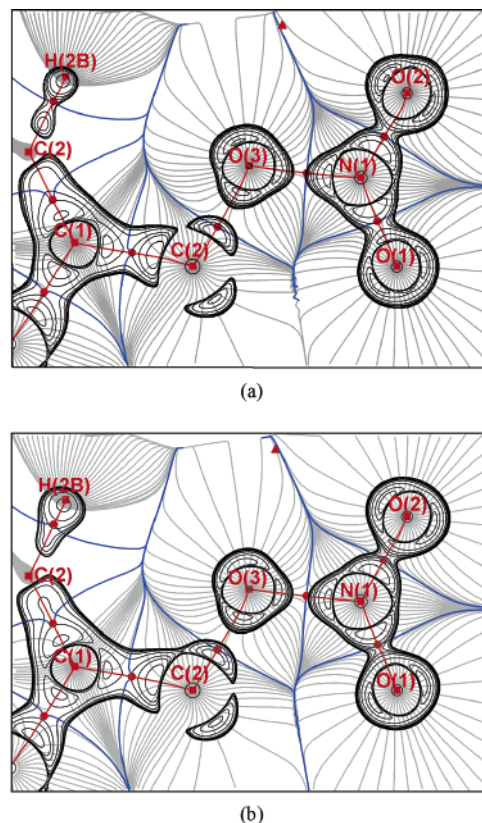 H(2B)
O(2)
C(2)
O(3)
N(1)
C(1)
C(2)
O(1)
(a)
H(2B)
O(2)
C(2)
O(3)
N(1)
C(1)
C(2)
O(1)
(b)